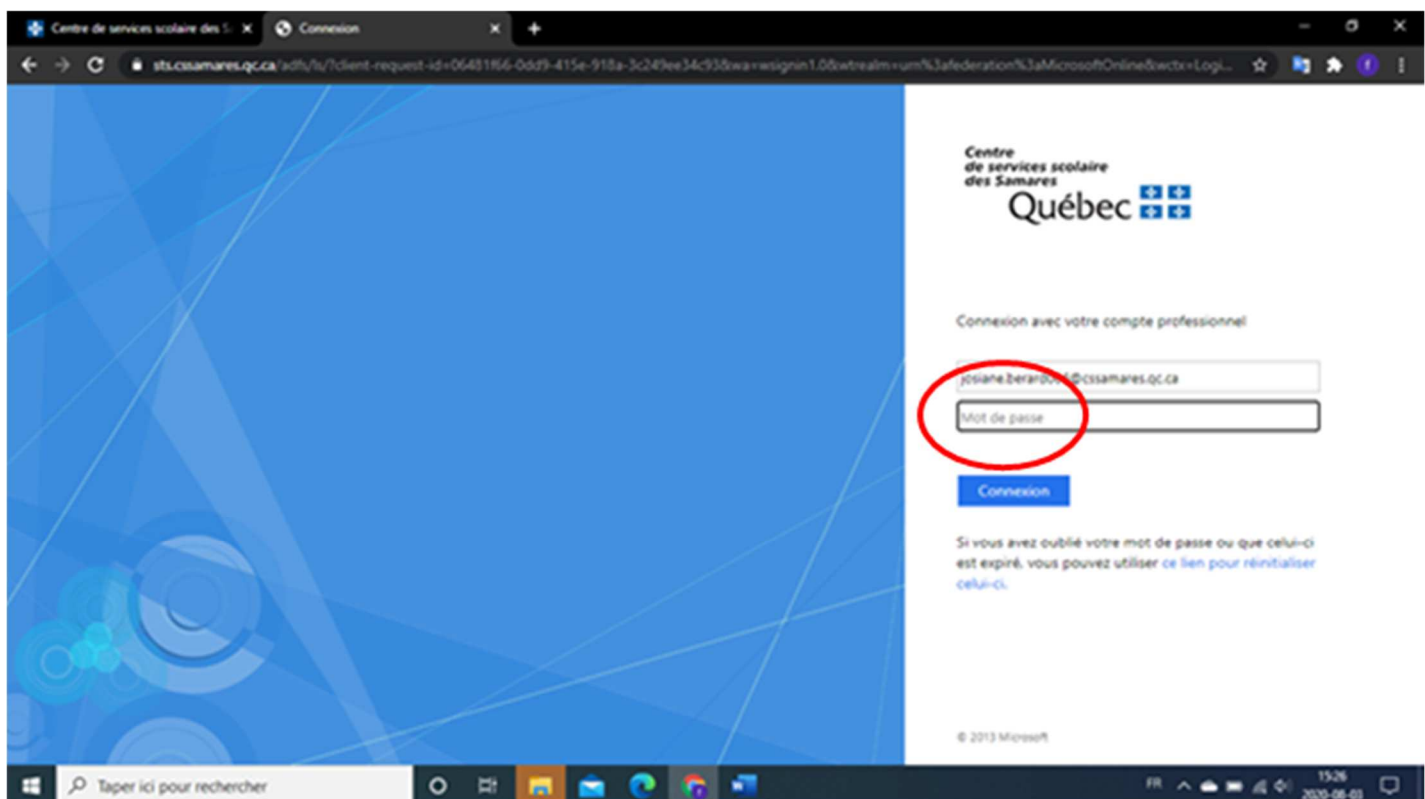 Centre de services scolaire des S
Connexion
sts.cssamares.qc.ca/adfs/ls/?client-request-id=06481f66-0dd9-415e-918a-3c249ee34c93&wa=wsignin1.0&wtrealm=urn%3afederation%3aMicrosoftOnline&wctx=Logi...
Centre
de services scolaire
des Samares
Québec
Connexion avec votre compte professionnel
Mot de passe
Connexion
Si vous avez oublié votre mot de passe ou que celui-ci
est expiré, vous pouvez utiliser ce lien pour réinitialiser
celui-ci.
© 2013 Microsoft
Taper ici pour rechercher
FR
15:26
2020-08-03